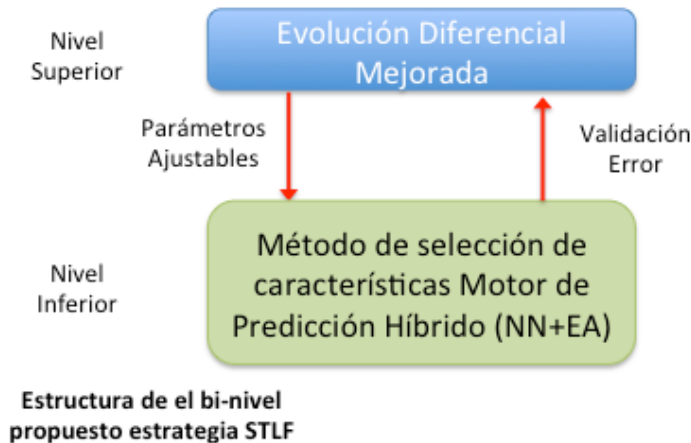 Nivel
Superior
Evolución Diferencial
Mejorada
Parámetros
Ajustables
Validación
Error
Nivel
Inferior
Método de selección de
características Motor de
Predicción Híbrido (NN+EA)
Estructura de el bi-nivel
propuesto estrategia STLF